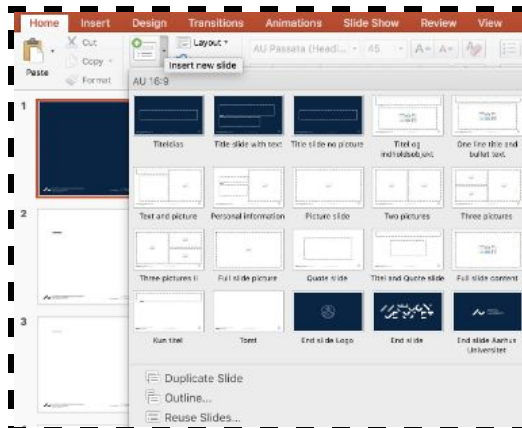 Home Insert Design Transitions Animations Slide Show Review View
Cut
Copy
Format
Paste
Layout
AU Passata (Headi... 45 A A
Insert new slide
AU 16:9
1
2
3
Titelslas Title slide with text Title slide no picture Titel og indholdsobjekt One line title and bullet text
Text and picture Personal information Picture slide Two pictures Three pictures
Three pictures II Full slide picture Quote slide Titel and Quote slide Full slide content
Kun titel Tomt End slide Logo End slide End slide Aarhus Universitet
Duplicate Slide
Outline...
Reuse Slides...